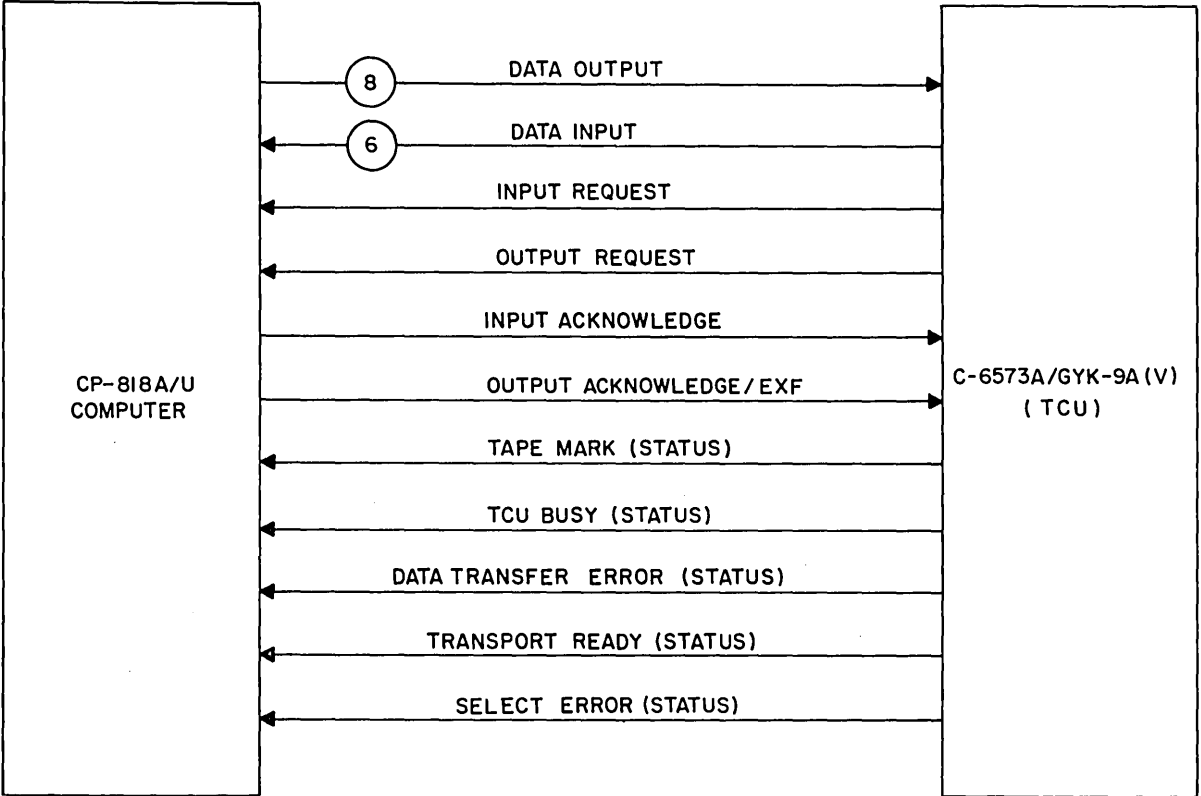 DATA OUTPUT
8
DATA INPUT
6
INPUT REQUEST
OUTPUT REQUEST
INPUT ACKNOWLEDGE
CP-818A/U
COMPUTER
OUTPUT ACKNOWLEDGE/EXF
C-6573A/GYK-9A(V)
(TCU)
TAPE MARK (STATUS)
TCU BUSY (STATUS)
DATA TRANSFER ERROR (STATUS)
TRANSPORT READY (STATUS)
SELECT ERROR (STATUS)